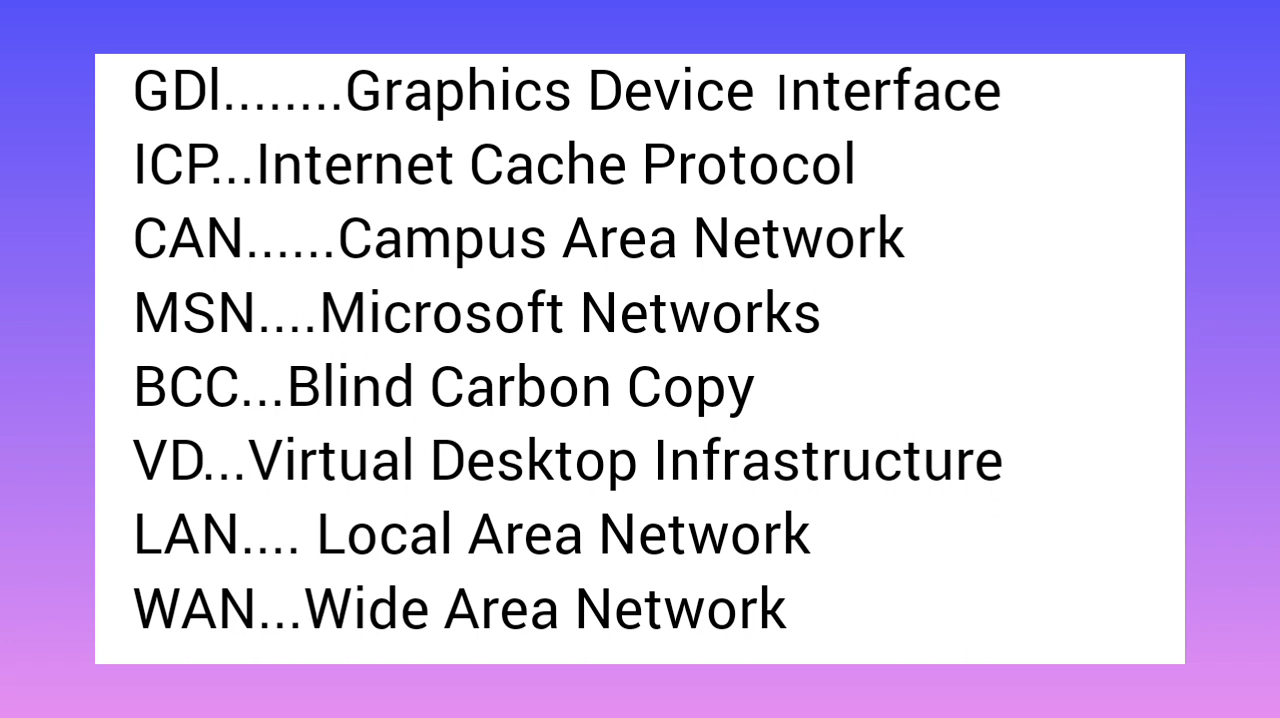 GDl........Graphics Device Interface
ICP...Internet Cache Protocol
CAN......Campus Area Network
MSN....Microsoft Networks
BCC...Blind Carbon Copy
VD...Virtual Desktop Infrastructure
LAN.... Local Area Network
WAN...Wide Area Network